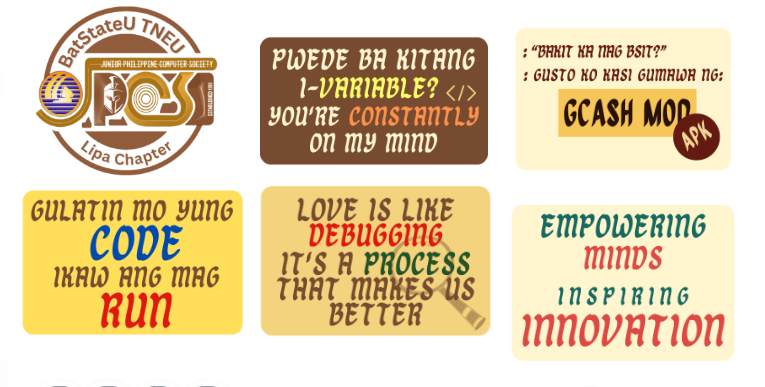 BatStateU TNEU
JUNIOR PHILIPPINE COMPUTER SOCIETY
JPCS
Lipa Chapter
PWEDE BA KITANG
I-VARIABLE? </>
YOU'RE CONSTANTLY
ON MY MIND
: "BAKIT KA NAG BSIT?"
: GUSTO KO KASI GUMAWA NG:
GCASH MOD
APK
GULATIN MO YUNG
CODE
IKAW ANG MAG
RUN
LOVE IS LIKE
DEBUGGING
IT'S A PROCESS
THAT MAKES US
BETTER
EMPOWERING
MINDS
INSPIRING
INNOVATION